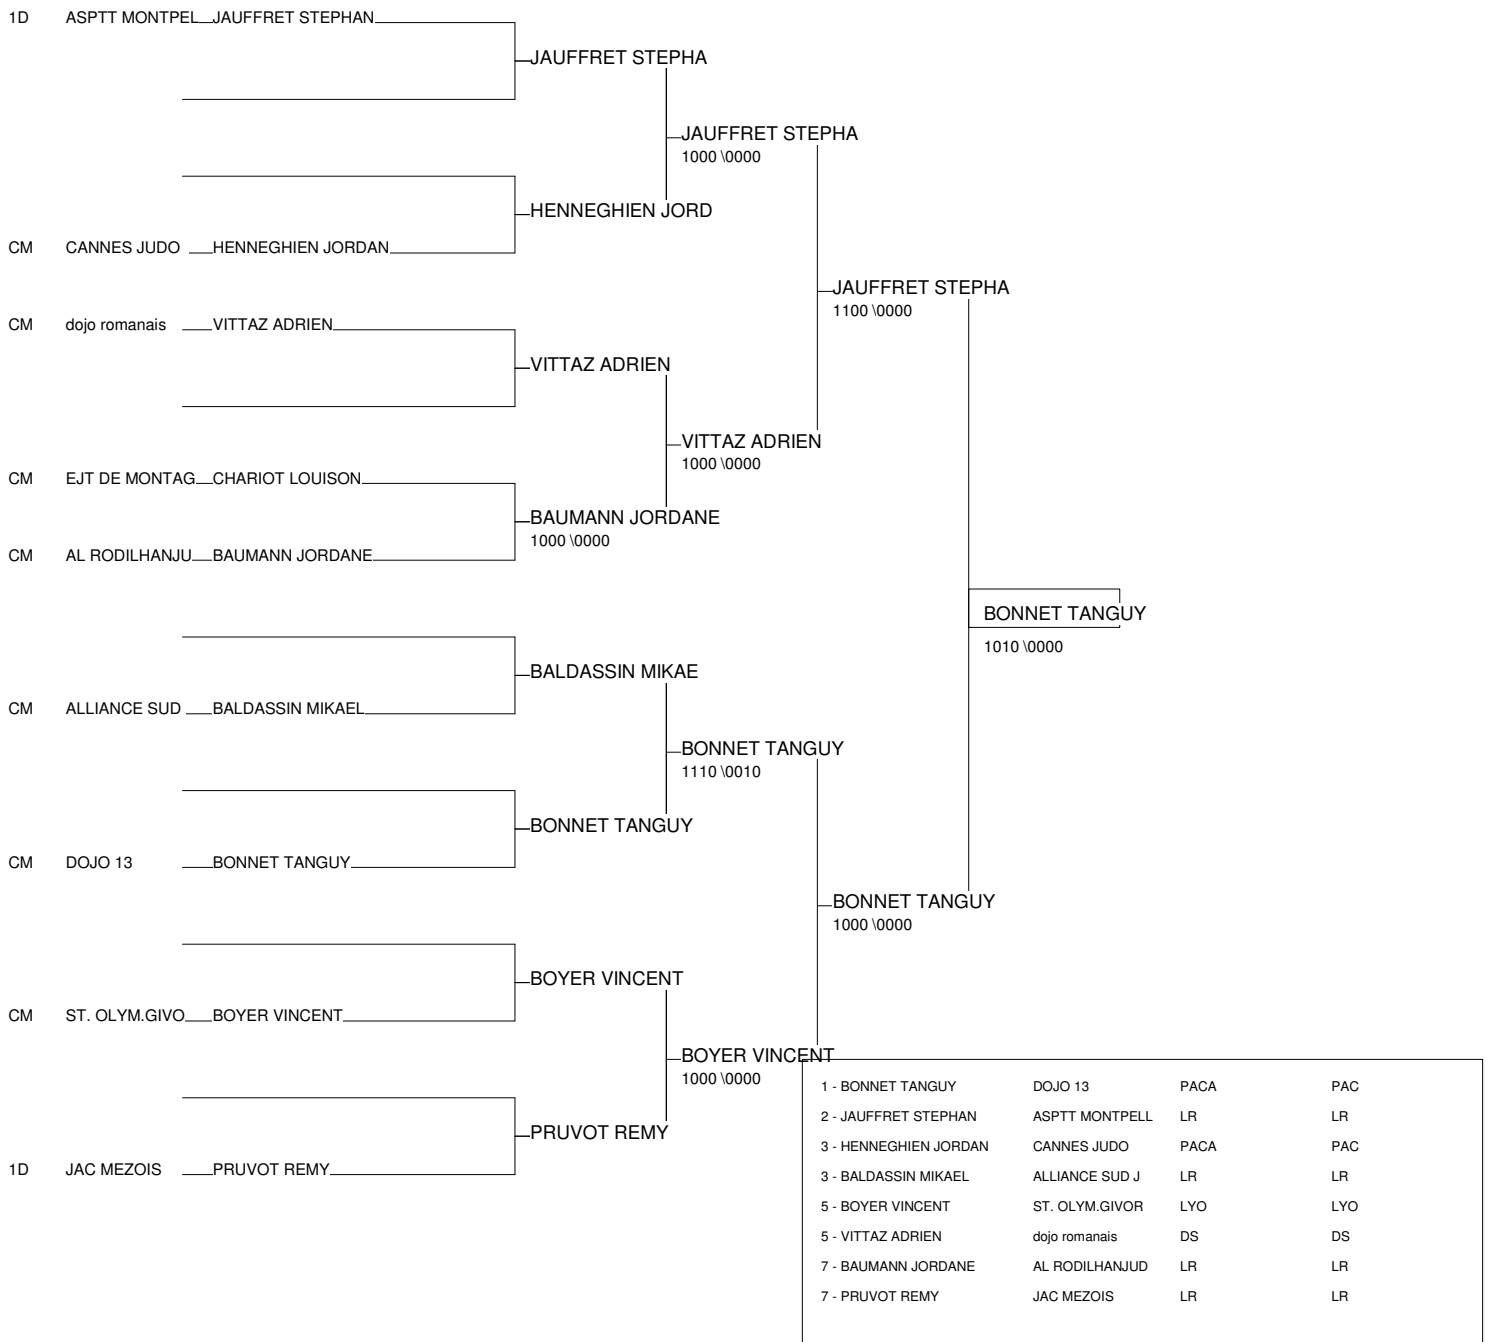 1D ASPTT MONTPEL JAUFFRET STEPHAN
JAUFFRET STEPHA
JAUFFRET STEPHA
1000 \0000
HENNEGHIEN JORD
CM CANNES JUDO HENNEGHIEN JORDAN
JAUFFRET STEPHA
1100 \0000
CM dojo romanais VITTAZ ADRIEN
VITTAZ ADRIEN
VITTAZ ADRIEN
1000 \0000
CM EJT DE MONTAG CHARIOT LOUISON
BAUMANN JORDANE
1000 \0000
CM AL RODILHANJU BAUMANN JORDANE
BONNET TANGUY
1010 \0000
BALDASSIN MIKAE
CM ALLIANCE SUD BALDASSIN MIKAEL
BONNET TANGUY
1110 \0010
BONNET TANGUY
CM DOJO 13 BONNET TANGUY
BONNET TANGUY
1000 \0000
BOYER VINCENT
CM ST. OLYM.GIVO BOYER VINCENT
BOYER VINCENT
1000 \0000
PRUVOT REMY
1D JAC MEZOIS PRUVOT REMY
1 - BONNET TANGUY DOJO 13 PACA PAC
2 - JAUFFRET STEPHAN ASPTT MONTPELL LR LR
3 - HENNEGHIEN JORDAN CANNES JUDO PACA PAC
3 - BALDASSIN MIKAEL ALLIANCE SUD J LR LR
5 - BOYER VINCENT ST. OLYM.GIVOR LYO LYO
5 - VITTAZ ADRIEN dojo romanais DS DS
7 - BAUMANN JORDANE AL RODILHANJUD LR LR
7 - PRUVOT REMY JAC MEZOIS LR LR